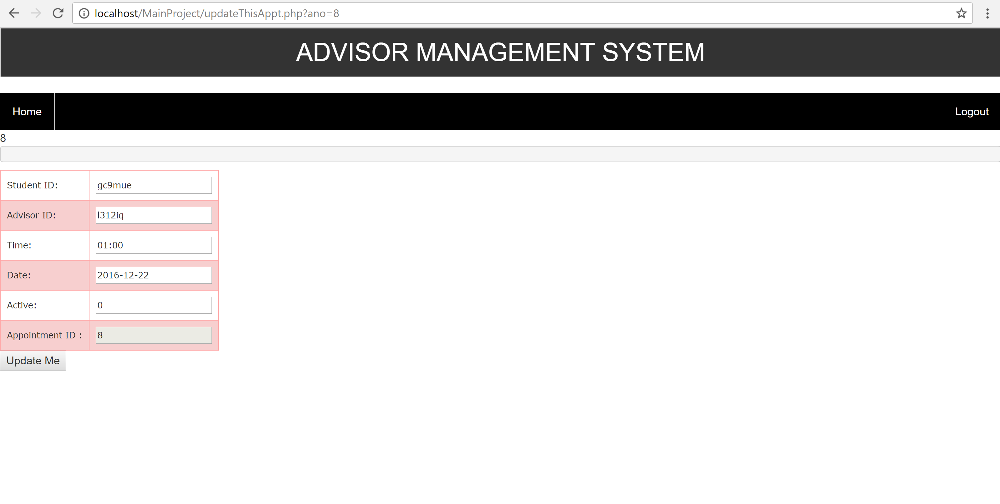 localhost/MainProject/updateThisAppt.php?ano=8
ADVISOR MANAGEMENT SYSTEM
Home Logout
8
Student ID: gc9mue
Advisor ID: l312iq
Time: 01:00
Date: 2016-12-22
Active: 0
Appointment ID : 8
Update Me